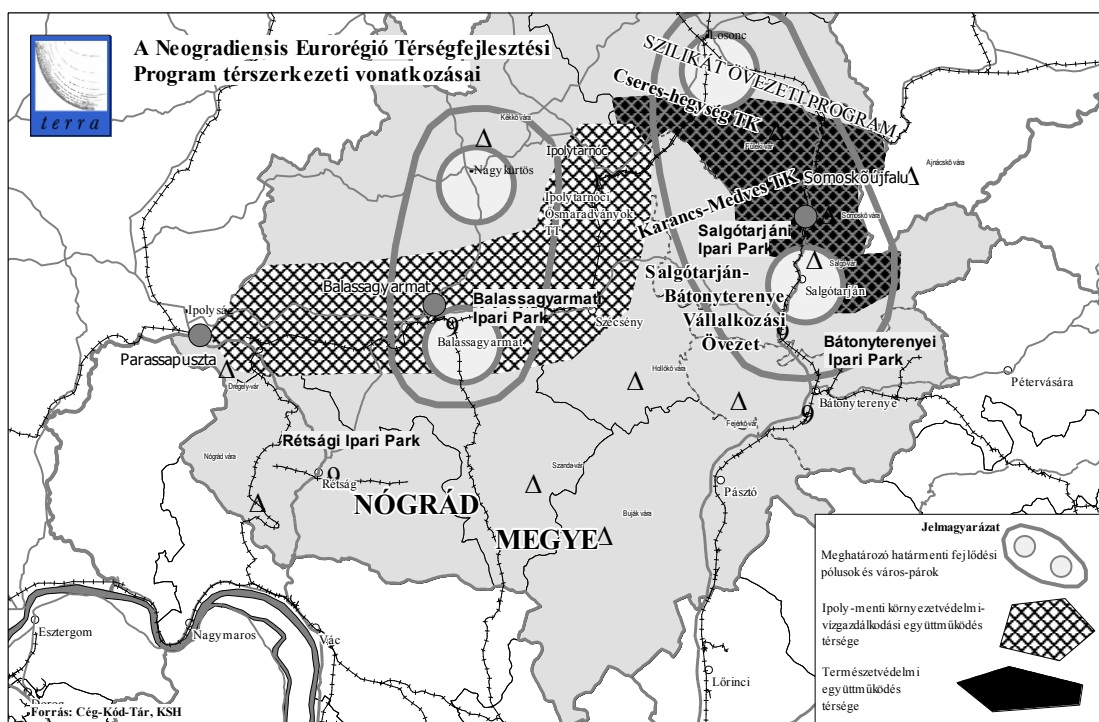 terra
A Neogradiensis Eurorégió Térségfejlesztési
Program térszerkezeti vonatkozásai
Losonc
SZILIKÁT ÖVEZETI PROGRAM
Cseres-hegység TK
Kékkő vára
Nagykürtös
Ipolytarnóc
Ipolytarnóci
Ősmaradványok
TT
Fülek vár
Ajnácskő vára
Somoskőújfalu
Karancs-Medves TK
Somoskő vára
Salgótarjáni
Ipari Park
Salgó vár
Salgótarján
Salgótarján-
Bátonyterenye
Vállalkozási
Övezet
Balassagyarmat
Balassagyarmati
Ipari Park
Balassagyarmat
Szécsény
Ipolyság
Parassapuszta
Drégely-vár
Hollókő vára
Bátonyterenyei
Ipari Park
Pétervására
Bátonyterenye
Fejérkő vár
Rétsági Ipari Park
Nógrád vára
Rétság
Szanda-vár
Pásztó
NÓGRÁD
MEGYE
Buják vára
Esztergom
Nagymaros
Vác
Lőrinci
Dorog
Forrás: Cég-Kód-Tár, KSH
Jelmagyarázat
Meghatározó határmenti fejlődési
pólusok és város-párok
Ipoly-menti környezetvédelmi-
vízgazdálkodási együttműködés
térsége
Természetvédelmi
együttműködés
térsége